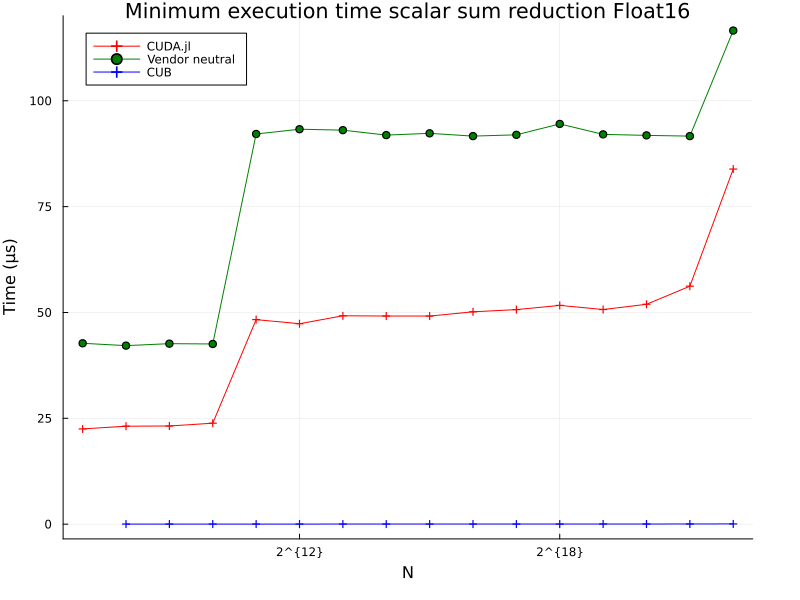 Minimum execution time scalar sum reduction Float16
CUDA.jl
Vendor neutral
CUB
100
75
50
25
0
Time (μs)
2^{12}
2^{18}
N